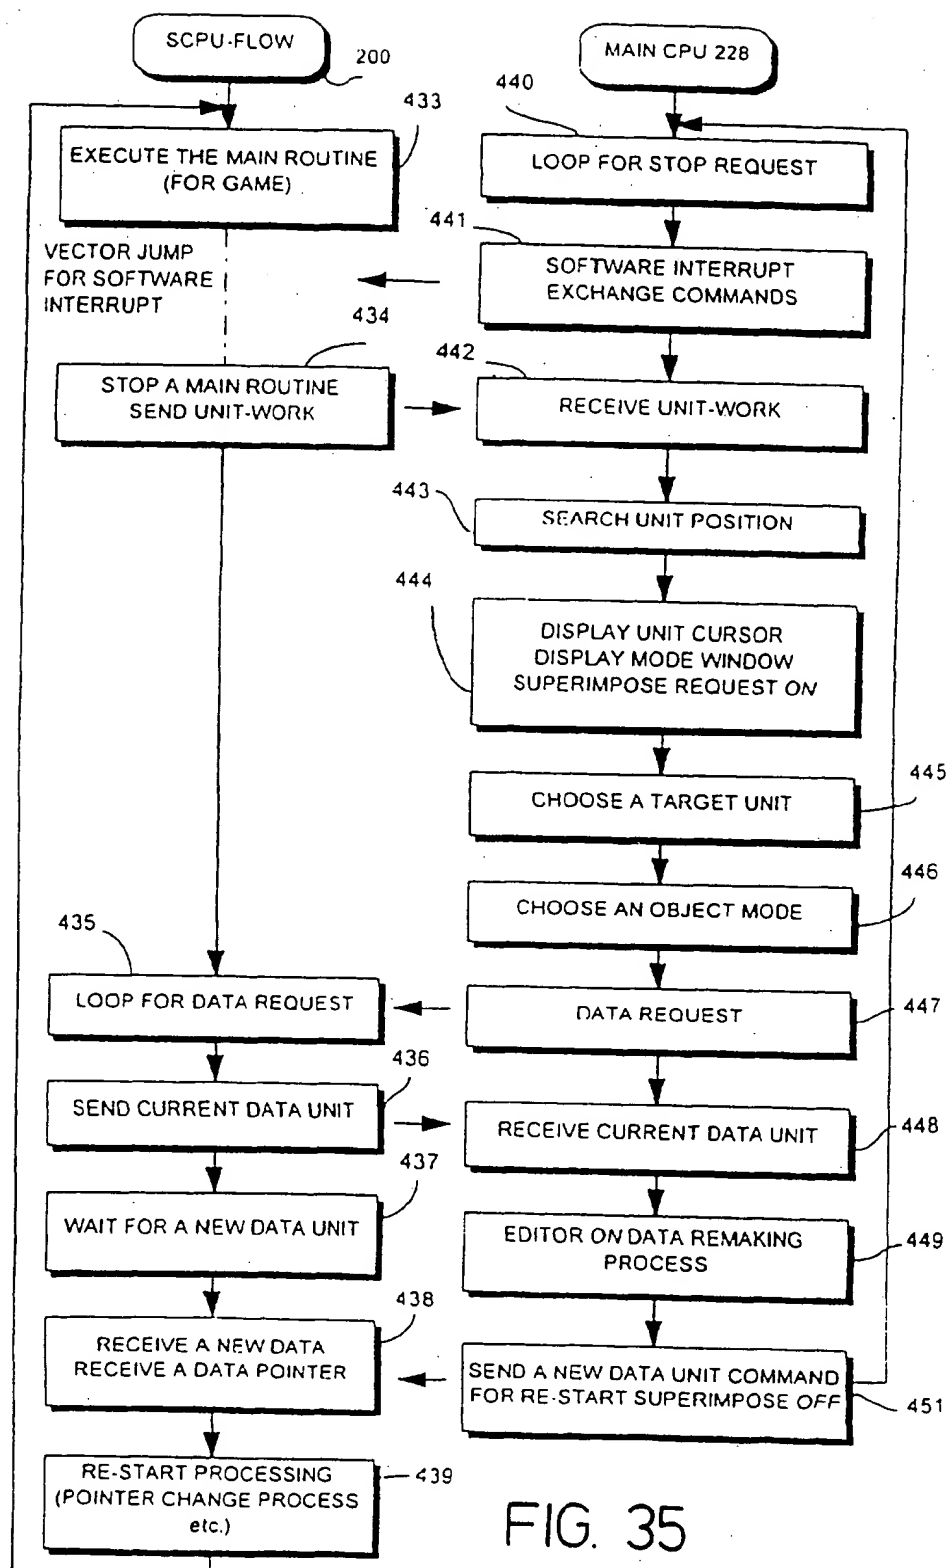 SCPU-FLOW
200
433
EXECUTE THE MAIN ROUTINE
(FOR GAME)
VECTOR JUMP
FOR SOFTWARE
INTERRUPT
434
STOP A MAIN ROUTINE
SEND UNIT-WORK
435
LOOP FOR DATA REQUEST
436
SEND CURRENT DATA UNIT
437
WAIT FOR A NEW DATA UNIT
438
RECEIVE A NEW DATA
RECEIVE A DATA POINTER
RE-START PROCESSING
(POINTER CHANGE PROCESS
etc.)
439
MAIN CPU 228
440
LOOP FOR STOP REQUEST
441
SOFTWARE INTERRUPT
EXCHANGE COMMANDS
442
RECEIVE UNIT-WORK
443
SEARCH UNIT POSITION
444
DISPLAY UNIT CURSOR
DISPLAY MODE WINDOW
SUPERIMPOSE REQUEST ON
445
CHOOSE A TARGET UNIT
446
CHOOSE AN OBJECT MODE
DATA REQUEST
447
RECEIVE CURRENT DATA UNIT
448
EDITOR ON DATA REMAKING
PROCESS
449
SEND A NEW DATA UNIT COMMAND
FOR RE-START SUPERIMPOSE OFF
451
FIG. 35